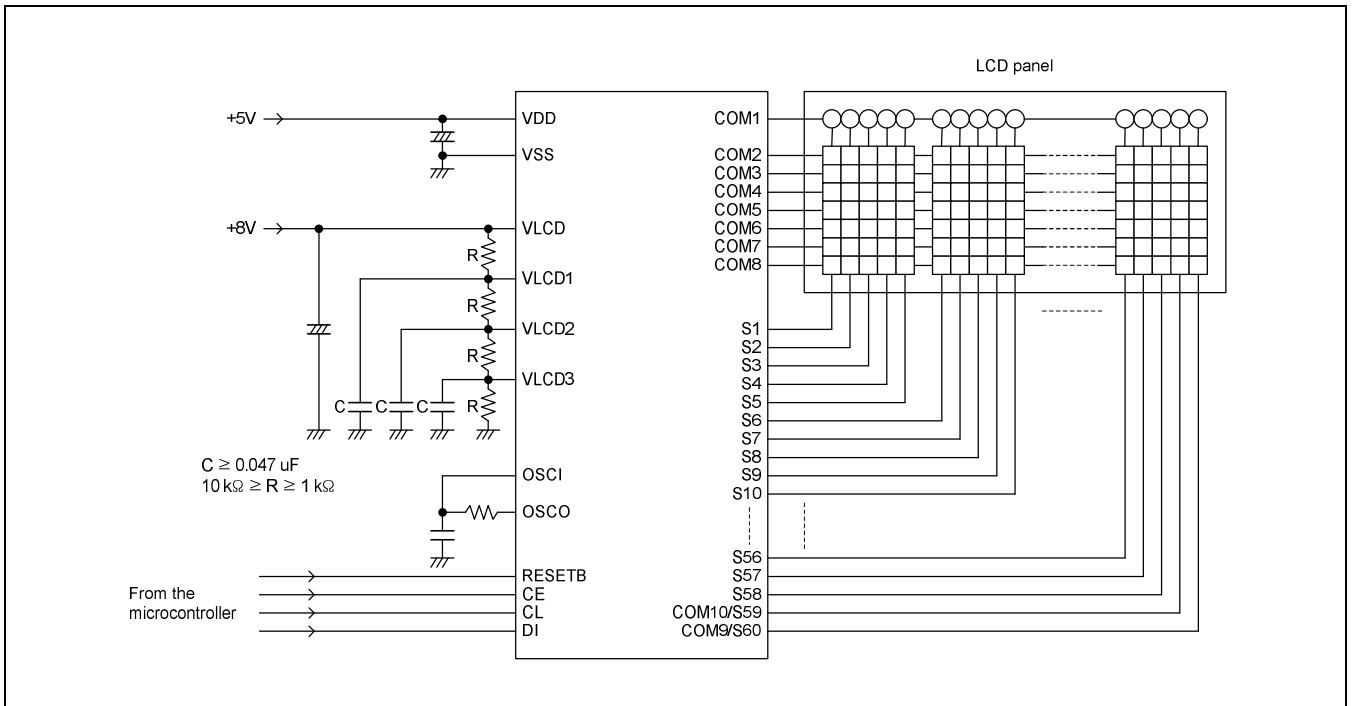 LCD panel
+5V
VDD
COM1
VSS
COM2
COM3
COM4
COM5
COM6
COM7
COM8
+8V
VLCD
R
VLCD1
R
VLCD2
R
VLCD3
R
C
C
C
C ≥ 0.047 uF
10 kΩ ≥ R ≥ 1 kΩ
OSCI
OSCO
S1
S2
S3
S4
S5
S6
S7
S8
S9
S10
S56
S57
S58
COM10/S59
COM9/S60
From the
microcontroller
RESETB
CE
CL
DI